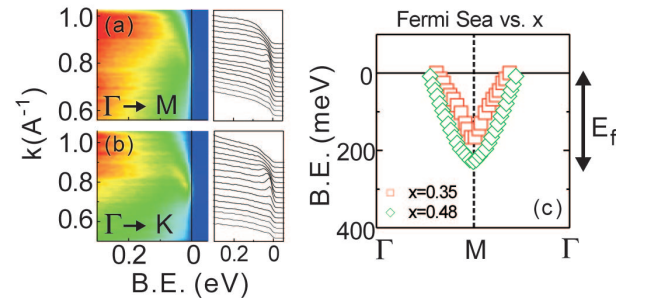 (a)
1.0
0.8
0.6
Γ → M
(b)
1.0
0.8
0.6
Γ → K
k(A⁻¹)
0.2 0
0.2 0
B.E. (eV)
Fermi Sea vs. x
0
200
400
B.E. (meV)
E_f
x=0.35
x=0.48
(c)
Γ M Γ